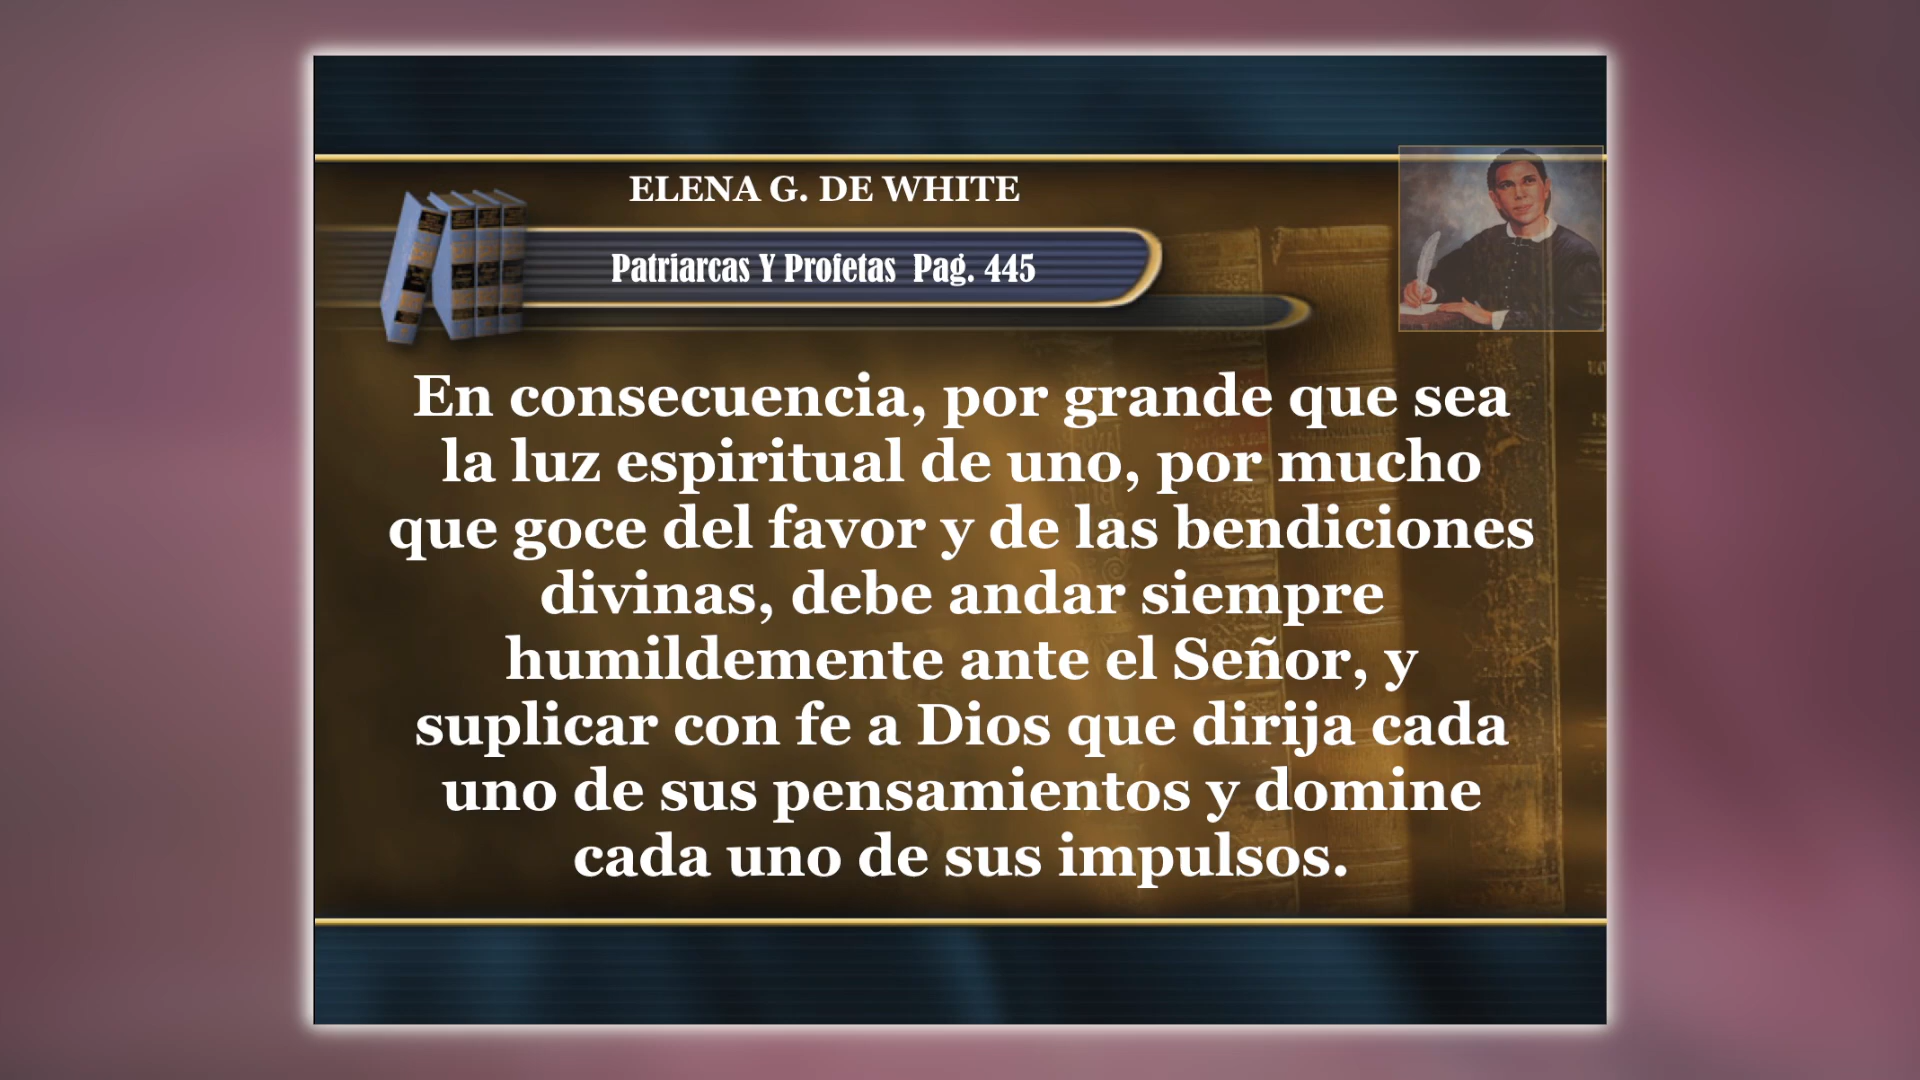 ELENA G. DE WHITE
Patriarcas Y Profetas Pag. 445
En consecuencia, por grande que sea
la luz espiritual de uno, por mucho
que goce del favor y de las bendiciones
divinas, debe andar siempre
humildemente ante el Señor, y
suplicar con fe a Dios que dirija cada
uno de sus pensamientos y domine
cada uno de sus impulsos.